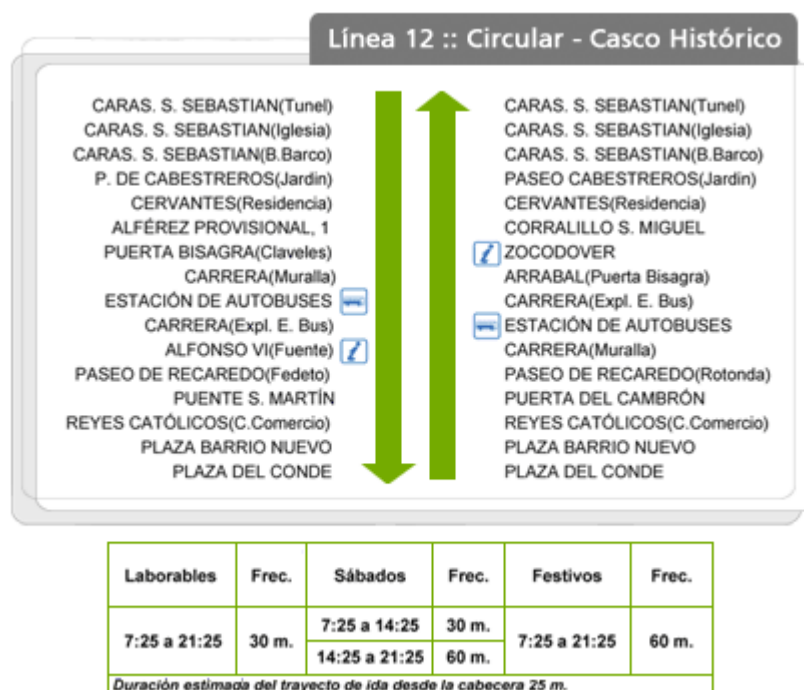 Línea 12 :: Circular - Casco Histórico
CARAS. S. SEBASTIAN(Tunel)
CARAS. S. SEBASTIAN(Iglesia)
CARAS. S. SEBASTIAN(B.Barco)
P. DE CABESTREROS(Jardin)
CERVANTES(Residencia)
ALFÉREZ PROVISIONAL, 1
PUERTA BISAGRA(Claveles)
CARRERA(Muralla)
ESTACIÓN DE AUTOBUSES
CARRERA(Expl. E. Bus)
ALFONSO VI(Fuente)
PASEO DE RECAREDO(Fedeto)
PUENTE S. MARTÍN
REYES CATÓLICOS(C.Comercio)
PLAZA BARRIO NUEVO
PLAZA DEL CONDE
CARAS. S. SEBASTIAN(Tunel)
CARAS. S. SEBASTIAN(Iglesia)
CARAS. S. SEBASTIAN(B.Barco)
PASEO CABESTREROS(Jardin)
CERVANTES(Residencia)
CORRALILLO S. MIGUEL
i ZOCODOVER
ARRABAL(Puerta Bisagra)
CARRERA(Expl. E. Bus)
ESTACIÓN DE AUTOBUSES
CARRERA(Muralla)
PASEO DE RECAREDO(Rotonda)
PUERTA DEL CAMBRÓN
REYES CATÓLICOS(C.Comercio)
PLAZA BARRIO NUEVO
PLAZA DEL CONDE
Laborables Frec. Sábados Frec. Festivos Frec.
7:25 a 21:25 30 m. 7:25 a 14:25 30 m. 7:25 a 21:25 60 m.
14:25 a 21:25 60 m.
Duración estimada del trayecto de ida desde la cabecera 25 m.